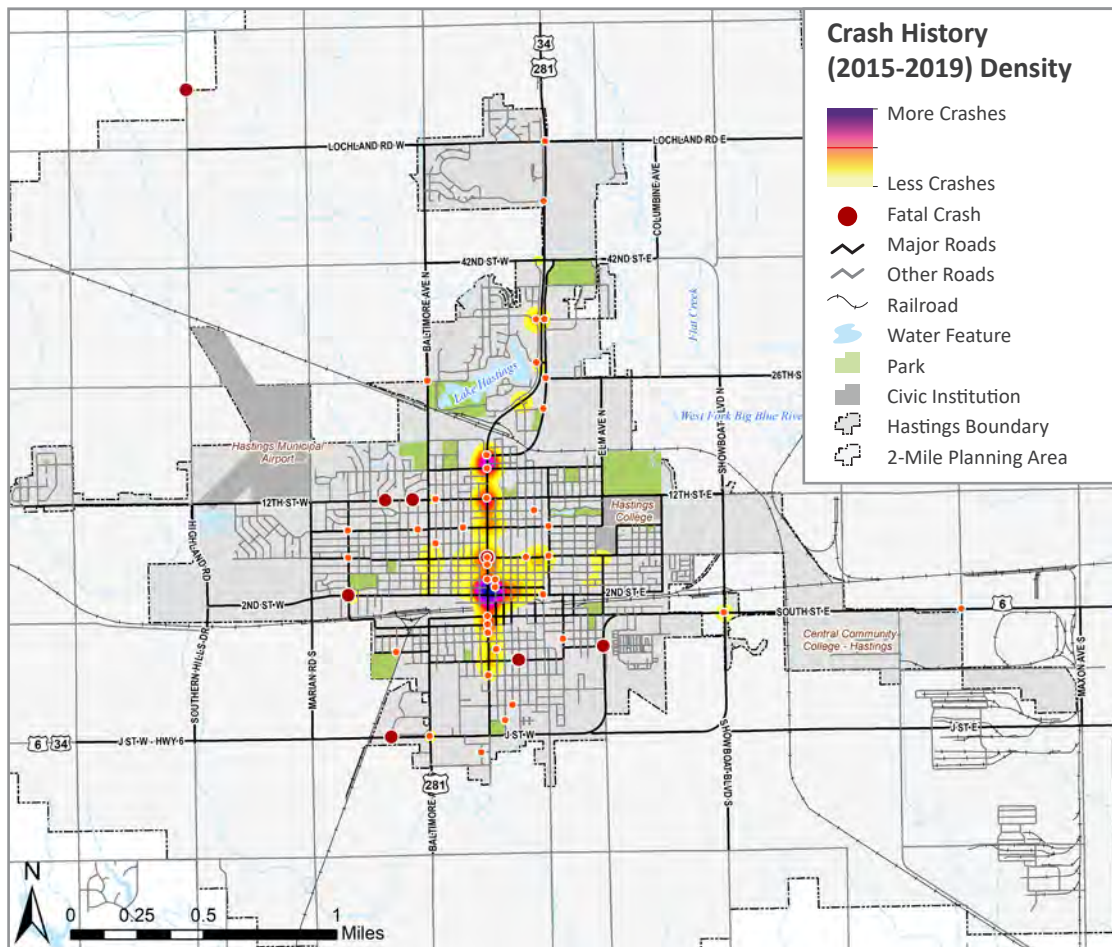 Crash History
(2015-2019) Density
More Crashes
Less Crashes
Fatal Crash
Major Roads
Other Roads
Railroad
Water Feature
Park
Civic Institution
Hastings Boundary
2-Mile Planning Area
34
281
LOCHLAND RD W
LOCHLAND RD E
COLUMBINE AVE
42ND ST W
42ND ST E
BALTIMORE AVE N
Flat Creek
Lake Hastings
26TH S
ELM AVE N
West Fork Big Blue River
SHOWBOAT LVD N
Hastings Municipal
Airport
12TH ST W
12TH ST E
Hastings
College
HIGHLAND RD
2ND ST W
2ND ST E
SOUTH ST E
6
SOUTHERN HILLS DR
MARIAN RD S
Central Community
College - Hastings
MAXON AVE S
6 34
J ST W - HWY 6
J ST W
J ST E
SHOWBOAT BLVD S
281
BALTIMORE
N
0 0.25 0.5 1
Miles